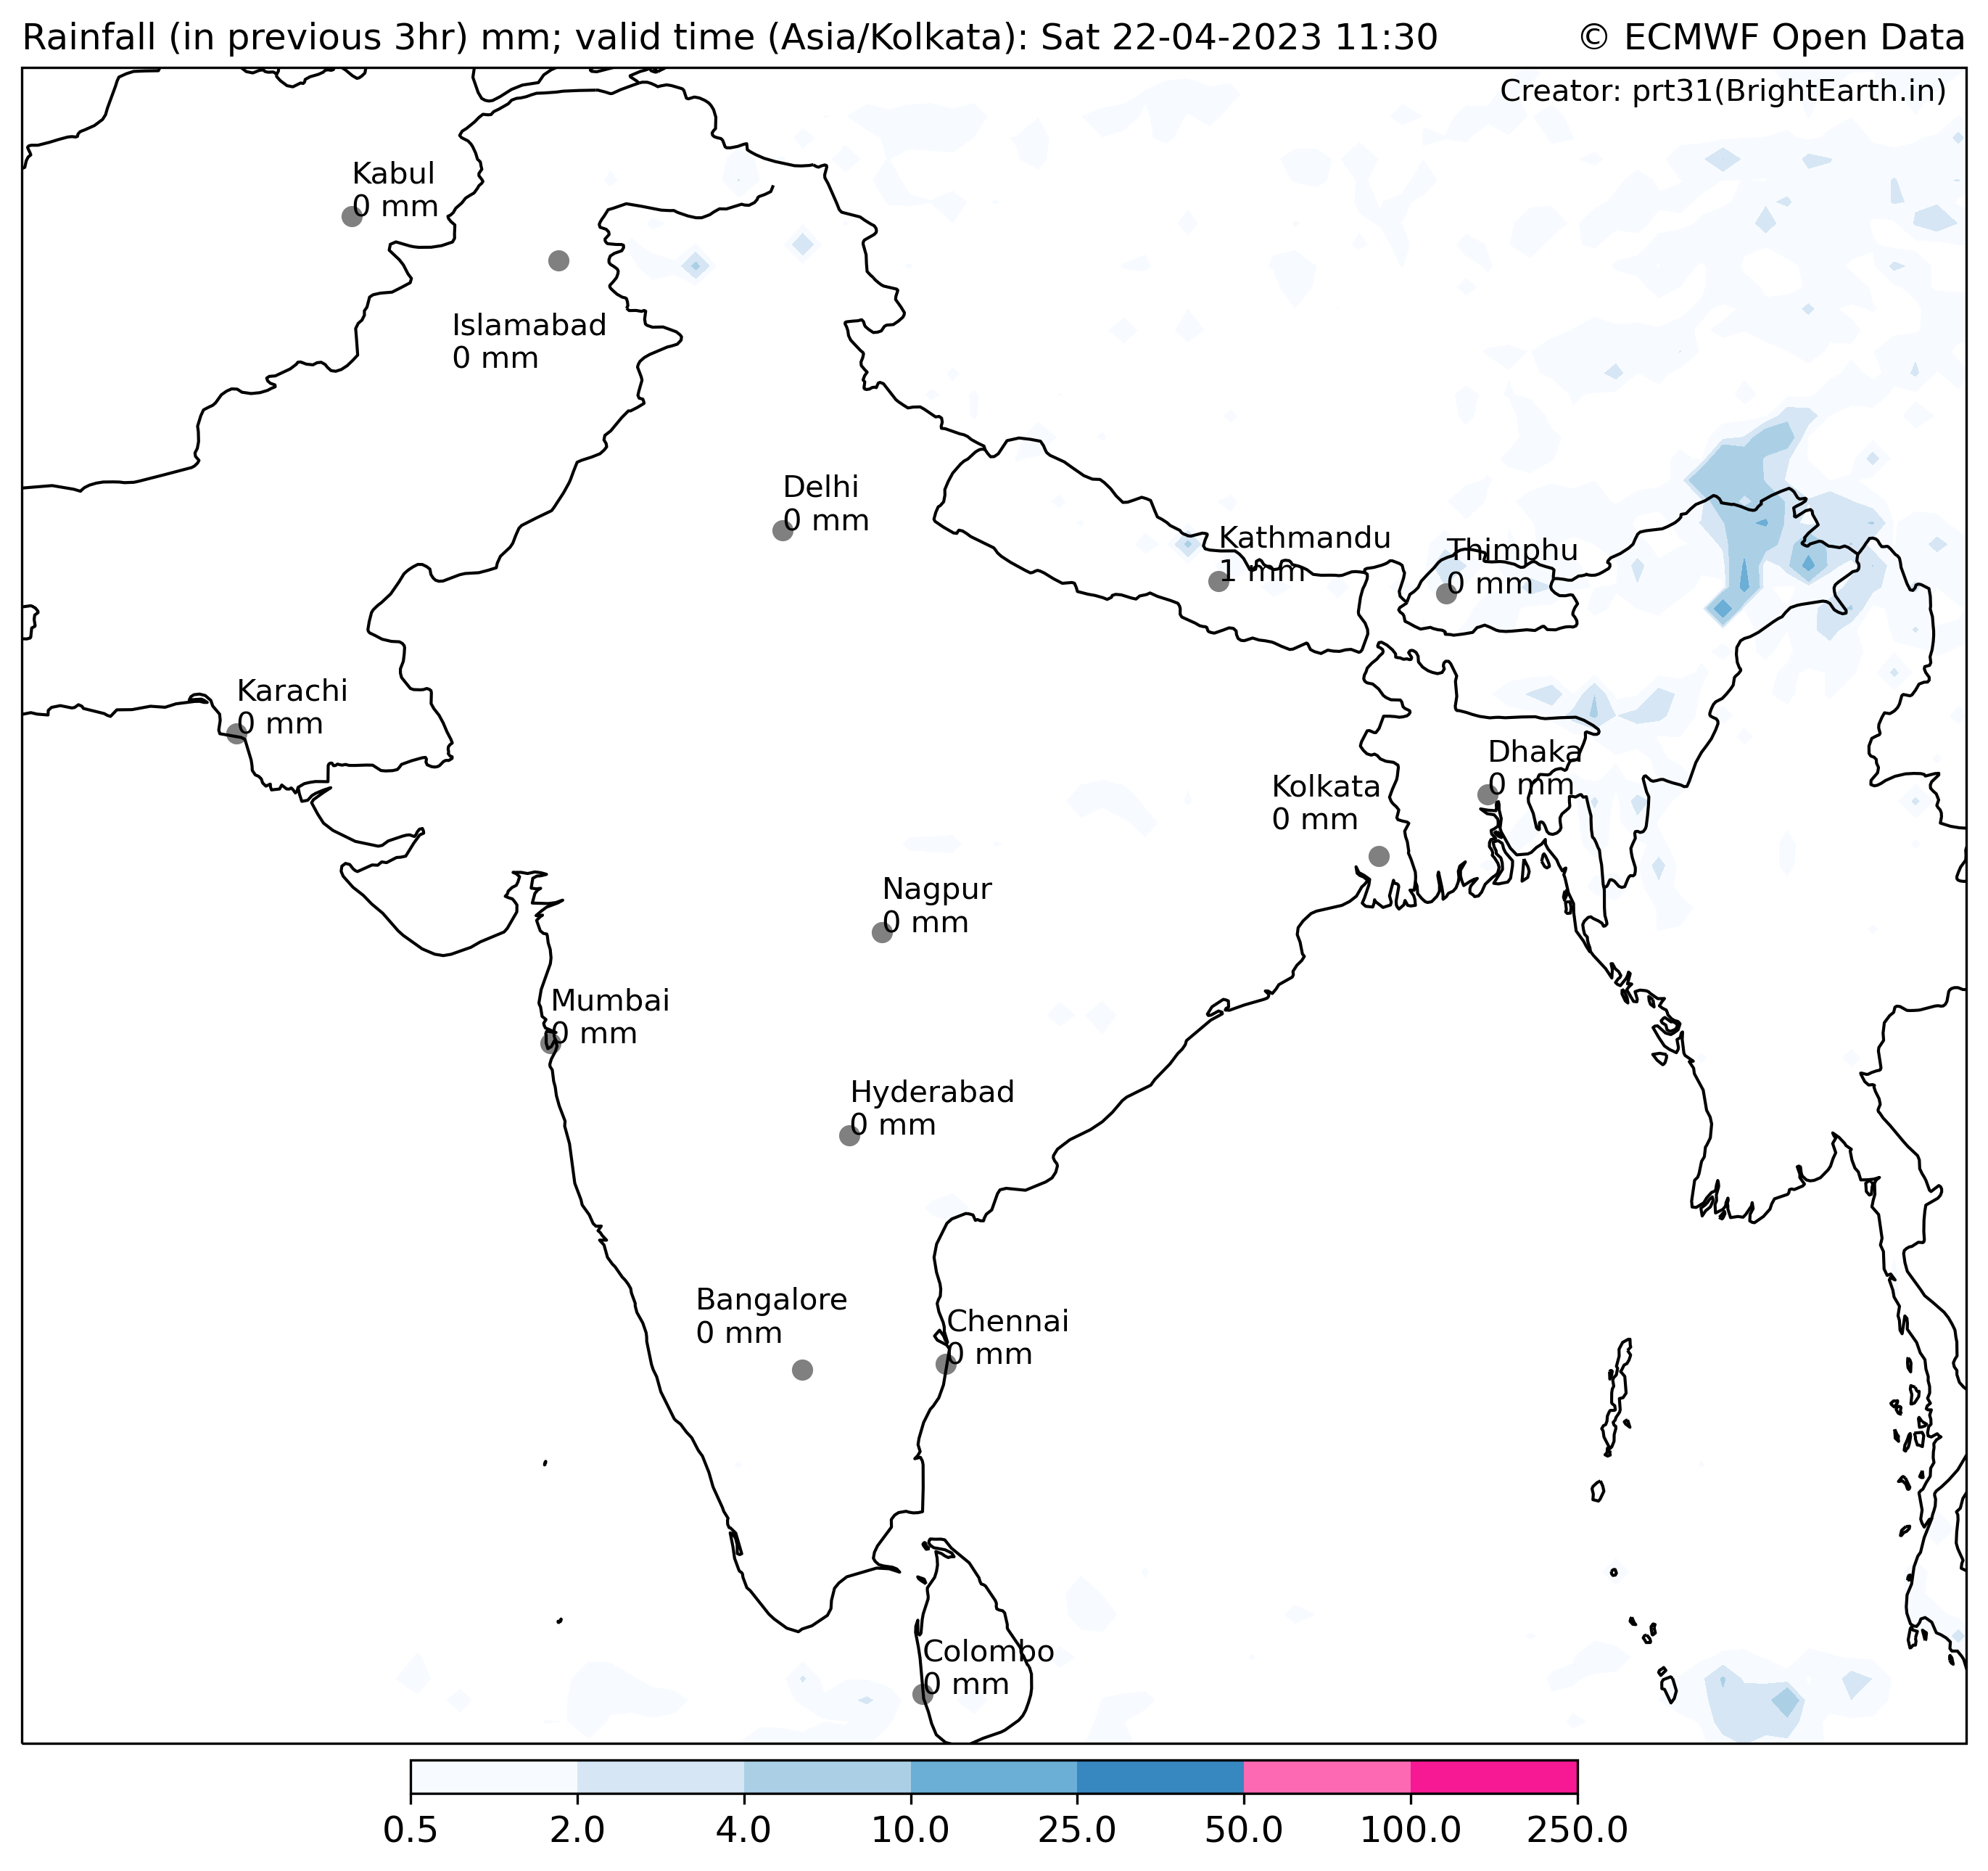 Rainfall (in previous 3hr) mm; valid time (Asia/Kolkata): Sat 22-04-2023 11:30
© ECMWF Open Data
Creator: prt31(BrightEarth.in)
Kabul
0 mm
Islamabad
0 mm
Delhi
0 mm
Kathmandu
1 mm
Thimphu
0 mm
Karachi
0 mm
Dhaka
0 mm
Kolkata
0 mm
Nagpur
0 mm
Mumbai
0 mm
Hyderabad
0 mm
Bangalore
0 mm
Chennai
0 mm
Colombo
0 mm
0.5 2.0 4.0 10.0 25.0 50.0 100.0 250.0